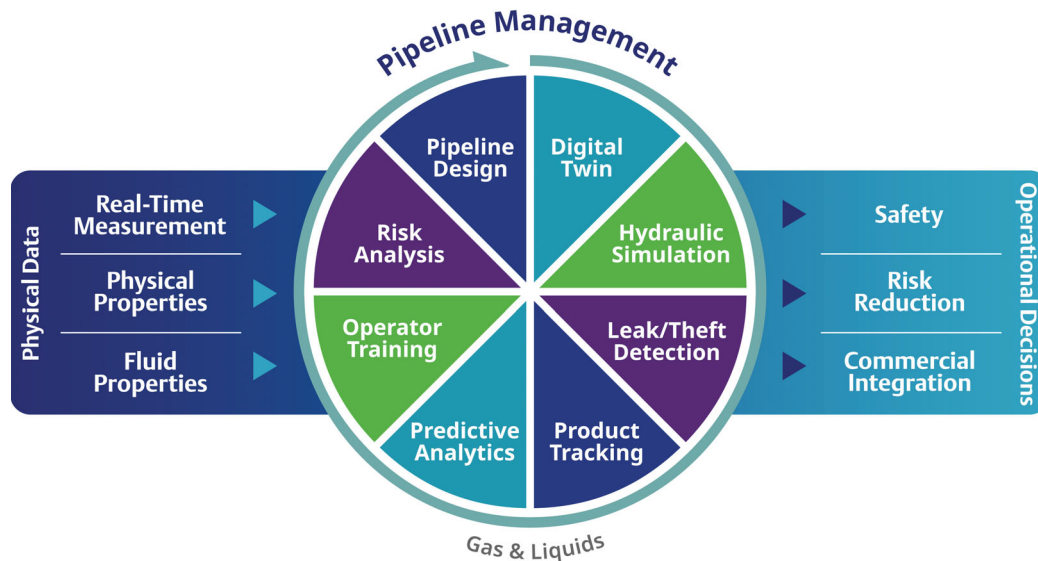 Pipeline Management
Physical Data
Real-Time
Measurement
Physical
Properties
Fluid
Properties
Pipeline
Design
Digital
Twin
Risk
Analysis
Hydraulic
Simulation
Operator
Training
Leak/Theft
Detection
Predictive
Analytics
Product
Tracking
Gas & Liquids
Safety
Risk
Reduction
Commercial
Integration
Operational Decisions